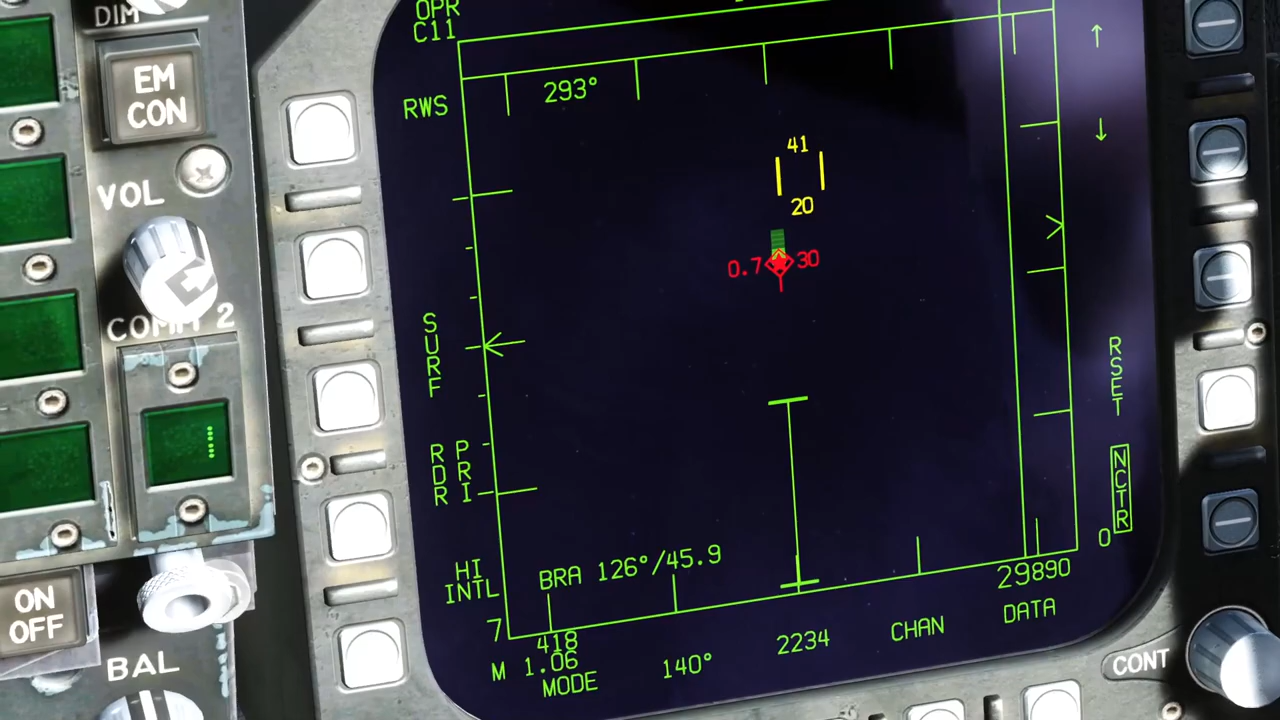 DIM
EM
CON
VOL
COMM 2
ON
OFF
BAL
OPR
C11
RWS
293°
41
20
0.7
30
SURF
RDR
PRI
HI
INTL
BRA 126°/45.9
7
418
M 1.06
MODE
140°
2234
CHAN
29890
DATA
0
RSET
NCTR
CONT